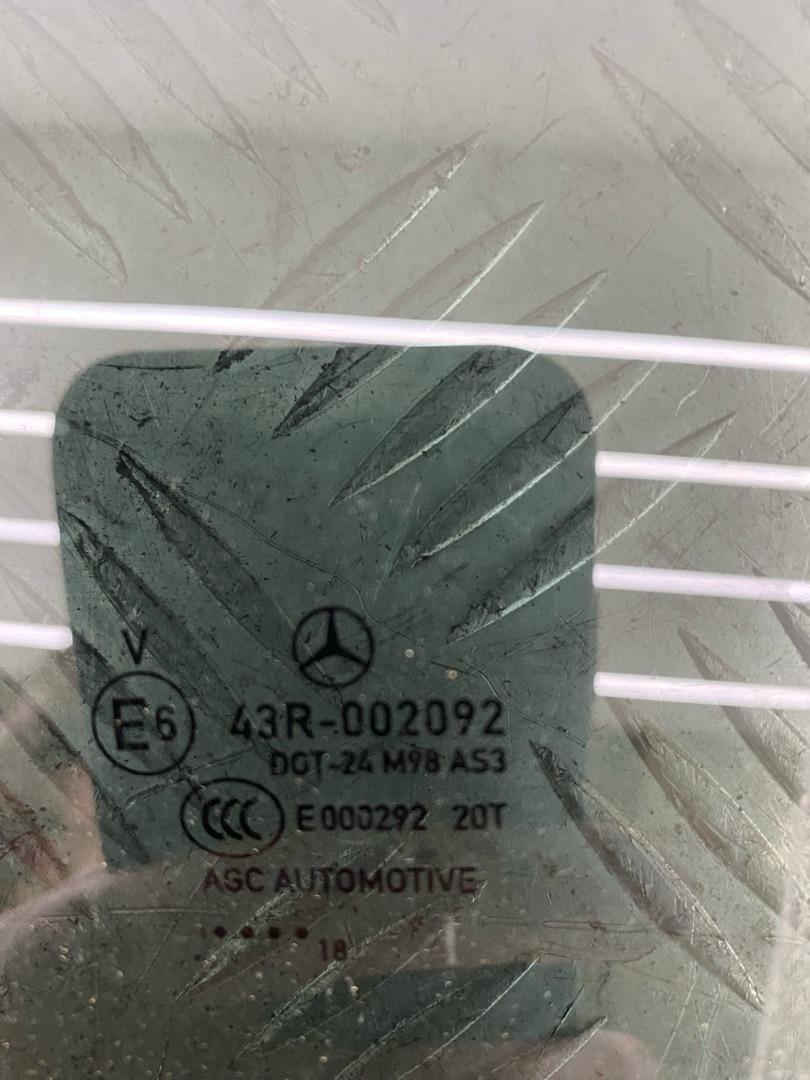 V
E6 43R-002092
DOT-24 M98 AS3
CCC E000292 20T
AGC AUTOMOTIVE
.... 18